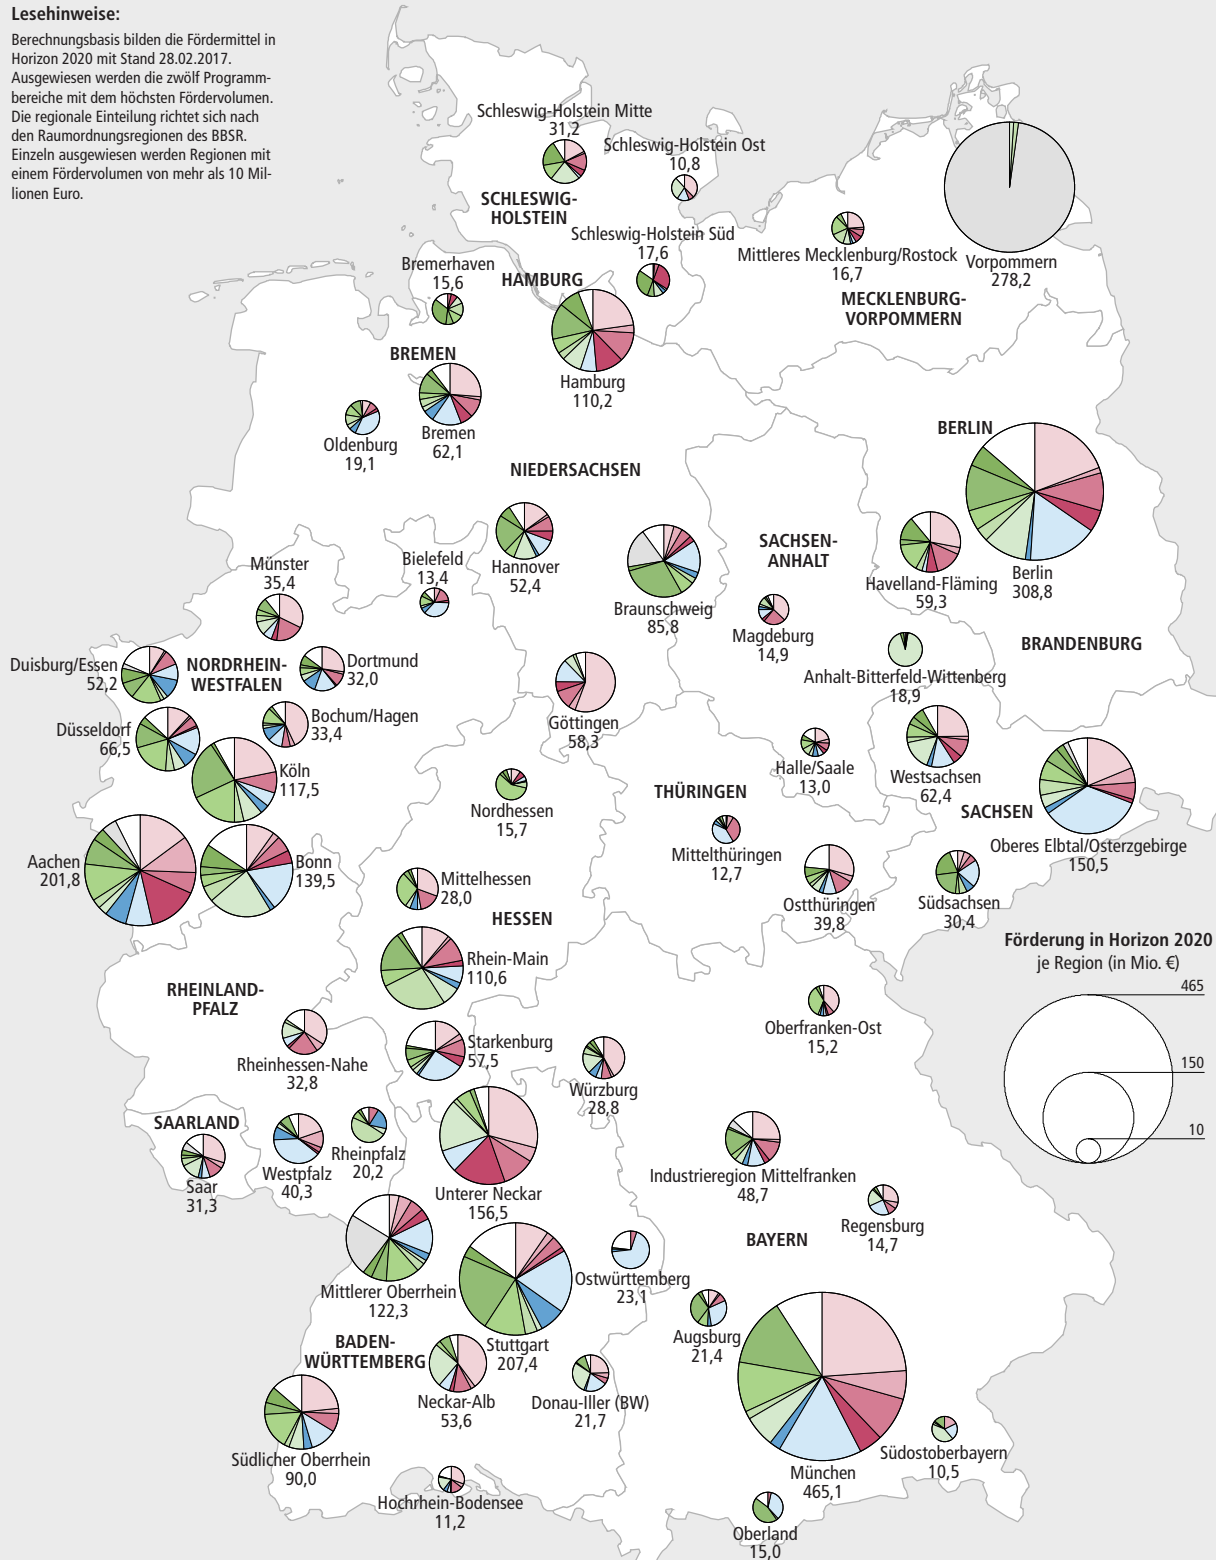 Lesehinweise:
Berechnungsbasis bilden die Fördermittel in
Horizon 2020 mit Stand 28.02.2017.
Ausgewiesen werden die zwölf Programm-
bereiche mit dem höchsten Fördervolumen.
Die regionale Einteilung richtet sich nach
den Raumordnungsregionen des BBSR.
Einzeln ausgewiesen werden Regionen mit
einem Fördervolumen von mehr als 10 Mil-
lionen Euro.
Schleswig-Holstein Mitte
31,2
Schleswig-Holstein Ost
10,8
SCHLESWIG-
HOLSTEIN
Schleswig-Holstein Süd
17,6
Mittleres Mecklenburg/Rostock
16,7
Vorpommern
278,2
MECKLENBURG-
VORPOMMERN
Bremerhaven
15,6
HAMBURG
Hamburg
110,2
BREMEN
Bremen
62,1
Oldenburg
19,1
NIEDERSACHSEN
BERLIN
Berlin
308,8
Havelland-Fläming
59,3
SACHSEN-
ANHALT
Hannover
52,4
Braunschweig
85,8
Magdeburg
14,9
BRANDENBURG
Anhalt-Bitterfeld-Wittenberg
18,9
Münster
35,4
Bielefeld
13,4
Duisburg/Essen
52,2
NORDRHEIN-
WESTFALEN
Dortmund
32,0
Göttingen
58,3
Düsseldorf
66,5
Bochum/Hagen
33,4
Köln
117,5
Nordhessen
15,7
Halle/Saale
13,0
Westsachsen
62,4
THÜRINGEN
SACHSEN
Oberes Elbtal/Osterzgebirge
150,5
Mittelthüringen
12,7
Aachen
201,8
Bonn
139,5
Mittelhessen
28,0
HESSEN
Ostthüringen
39,8
Südsachsen
30,4
Förderung in Horizon 2020
je Region (in Mio. €)
465
150
10
Rhein-Main
110,6
RHEINLAND-
PFALZ
Oberfranken-Ost
15,2
Rheinhessen-Nahe
32,8
Starkenburg
57,5
Würzburg
28,8
SAARLAND
Saar
31,3
Westpfalz
40,3
Rheinpfalz
20,2
Unterer Neckar
156,5
Industrieregion Mittelfranken
48,7
Regensburg
14,7
BAYERN
Mittlerer Oberrhein
122,3
Ostwürttemberg
23,1
Stuttgart
207,4
BADEN-
WÜRTTEMBERG
Augsburg
21,4
Neckar-Alb
53,6
Donau-Iller (BW)
21,7
Südlicher Oberrhein
90,0
München
465,1
Südostoberbayern
10,5
Hochrhein-Bodensee
11,2
Oberland
15,0